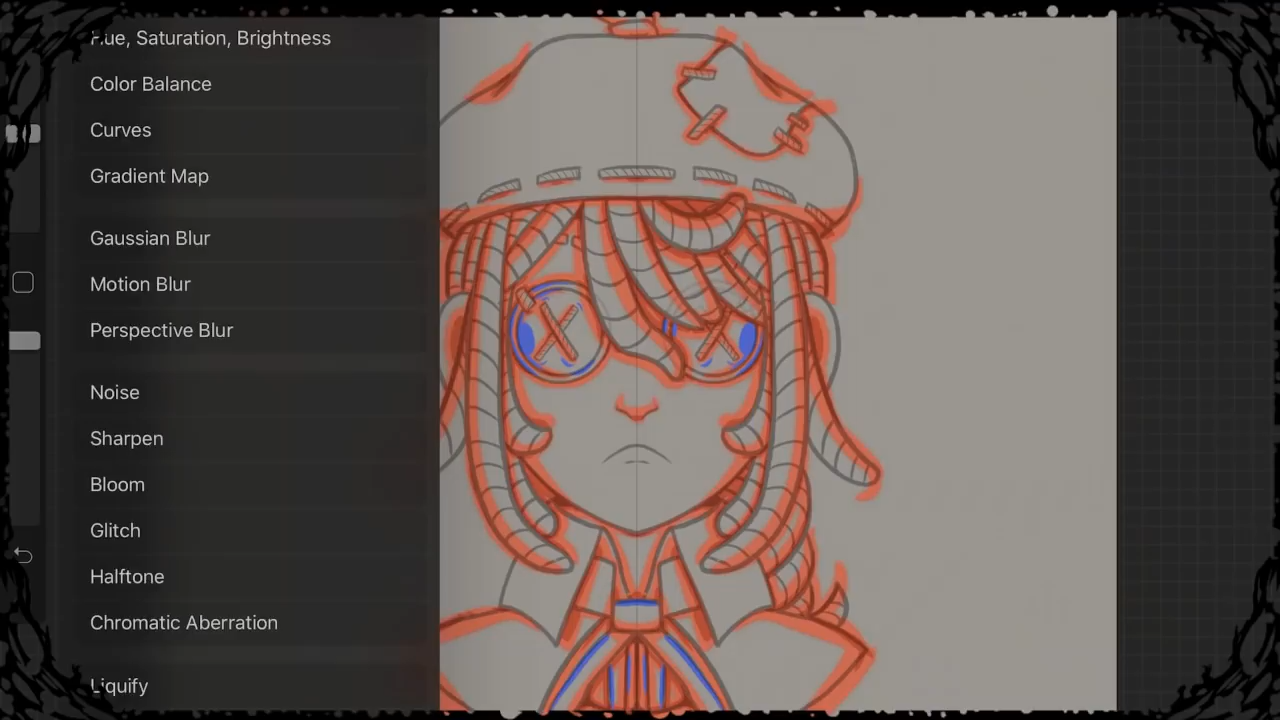 Hue, Saturation, Brightness
Color Balance
Curves
Gradient Map
Gaussian Blur
Motion Blur
Perspective Blur
Noise
Sharpen
Bloom
Glitch
Halftone
Chromatic Aberration
Liquify